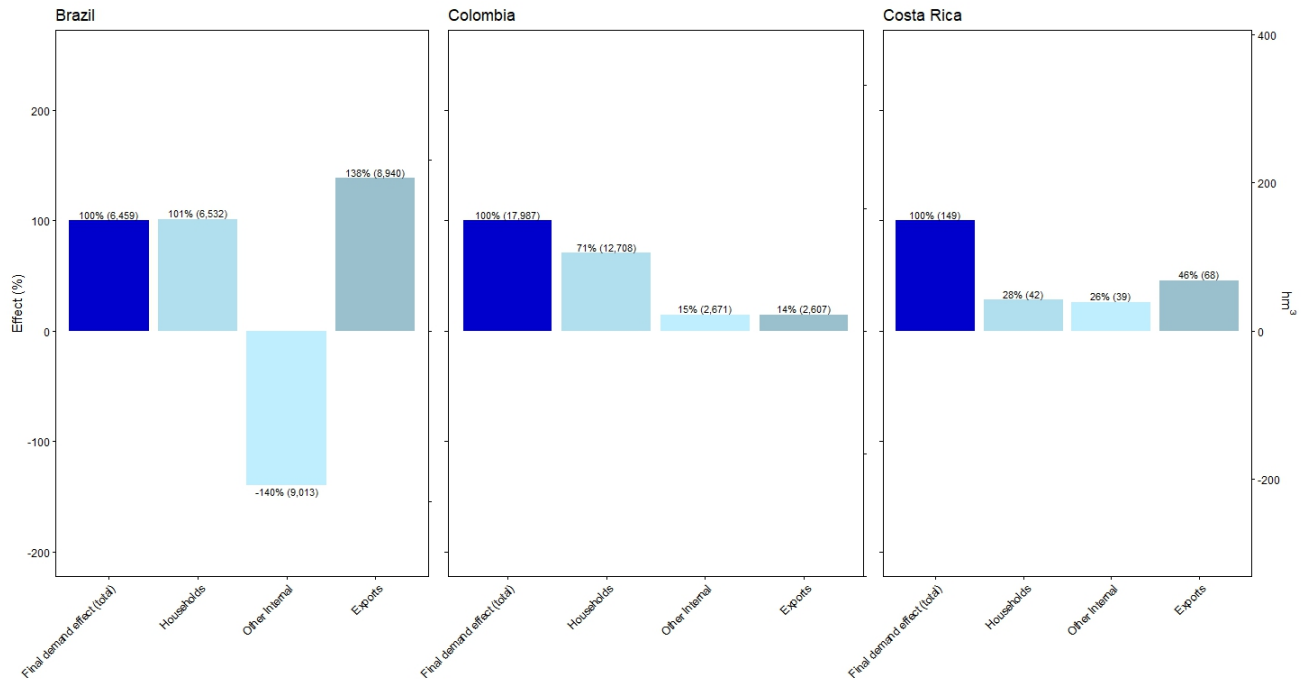 Brazil
Colombia
Costa Rica
Effect (%)
200
100
0
-100
-200
100% (6,459)
101% (6,532)
-140% (9,013)
138% (8,940)
100% (17,987)
71% (12,708)
15% (2,671)
14% (2,607)
100% (149)
28% (42)
26% (39)
46% (68)
400
200
0
-200
hm³
Final demand effect (total)
Households
Other Internal
Exports
Final demand effect (total)
Households
Other Internal
Exports
Final demand effect (total)
Households
Other Internal
Exports